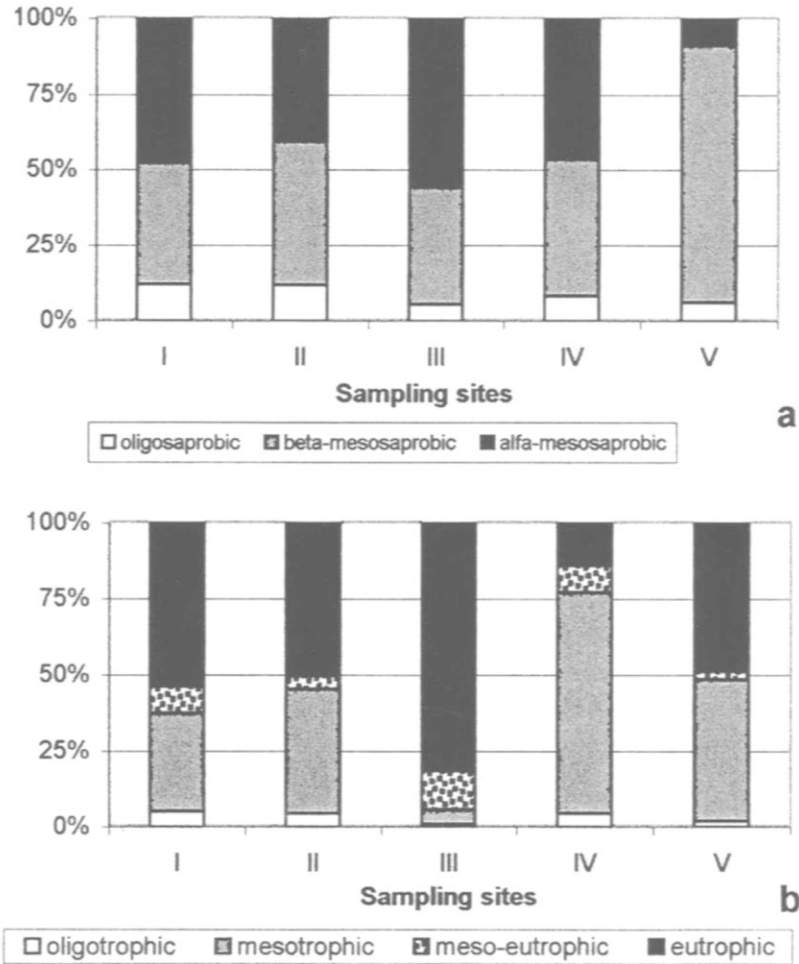 100%
75%
50%
25%
0%
I II III IV V
Sampling sites
a
oligosaprobic beta-mesosaprobic alfa-mesosaprobic
100%
75%
50%
25%
0%
I II III IV V
Sampling sites
b
oligotrophic mesotrophic meso-eutrophic eutrophic